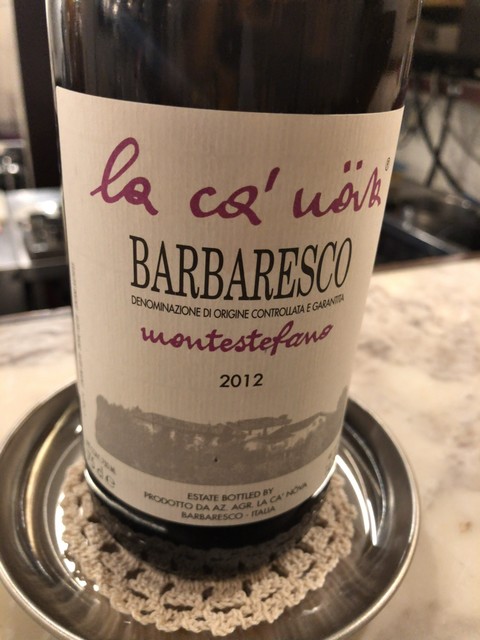 la ca' növa
®
BARBARESCO
DENOMINAZIONE DI ORIGINE CONTROLLATA E GARANTITA
montestefano
2012
ESTATE BOTTLED BY
PRODOTTO DA AZ. AGR. LA CA' NÖVA
BARBARESCO - ITALIA